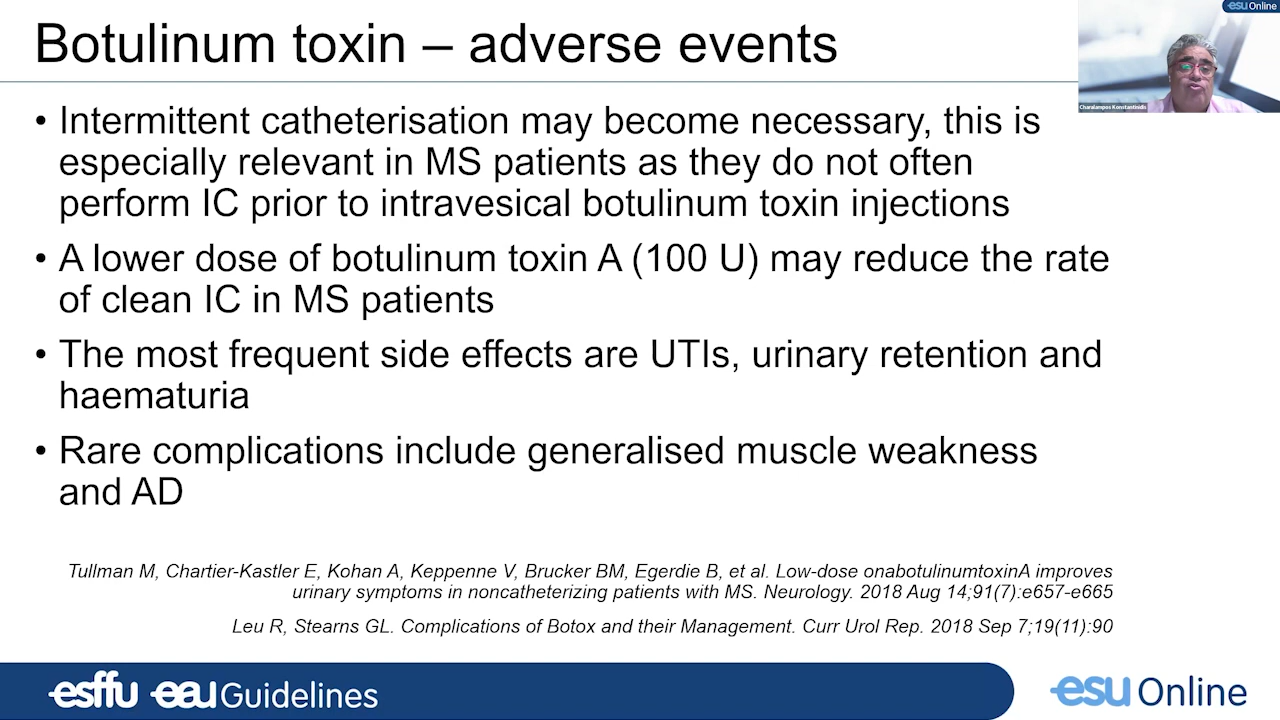 Botulinum toxin – adverse events
esu Online
Charalampos Konstantinidis
• Intermittent catheterisation may become necessary, this is
especially relevant in MS patients as they do not often
perform IC prior to intravesical botulinum toxin injections
• A lower dose of botulinum toxin A (100 U) may reduce the rate
of clean IC in MS patients
• The most frequent side effects are UTIs, urinary retention and
haematuria
• Rare complications include generalised muscle weakness
and AD
Tullman M, Chartier-Kastler E, Kohan A, Keppenne V, Brucker BM, Egerdie B, et al. Low-dose onabotulinumtoxinA improves
urinary symptoms in noncatheterizing patients with MS. Neurology. 2018 Aug 14;91(7):e657-e665
Leu R, Stearns GL. Complications of Botox and their Management. Curr Urol Rep. 2018 Sep 7;19(11):90
esffu eau Guidelines
esu Online